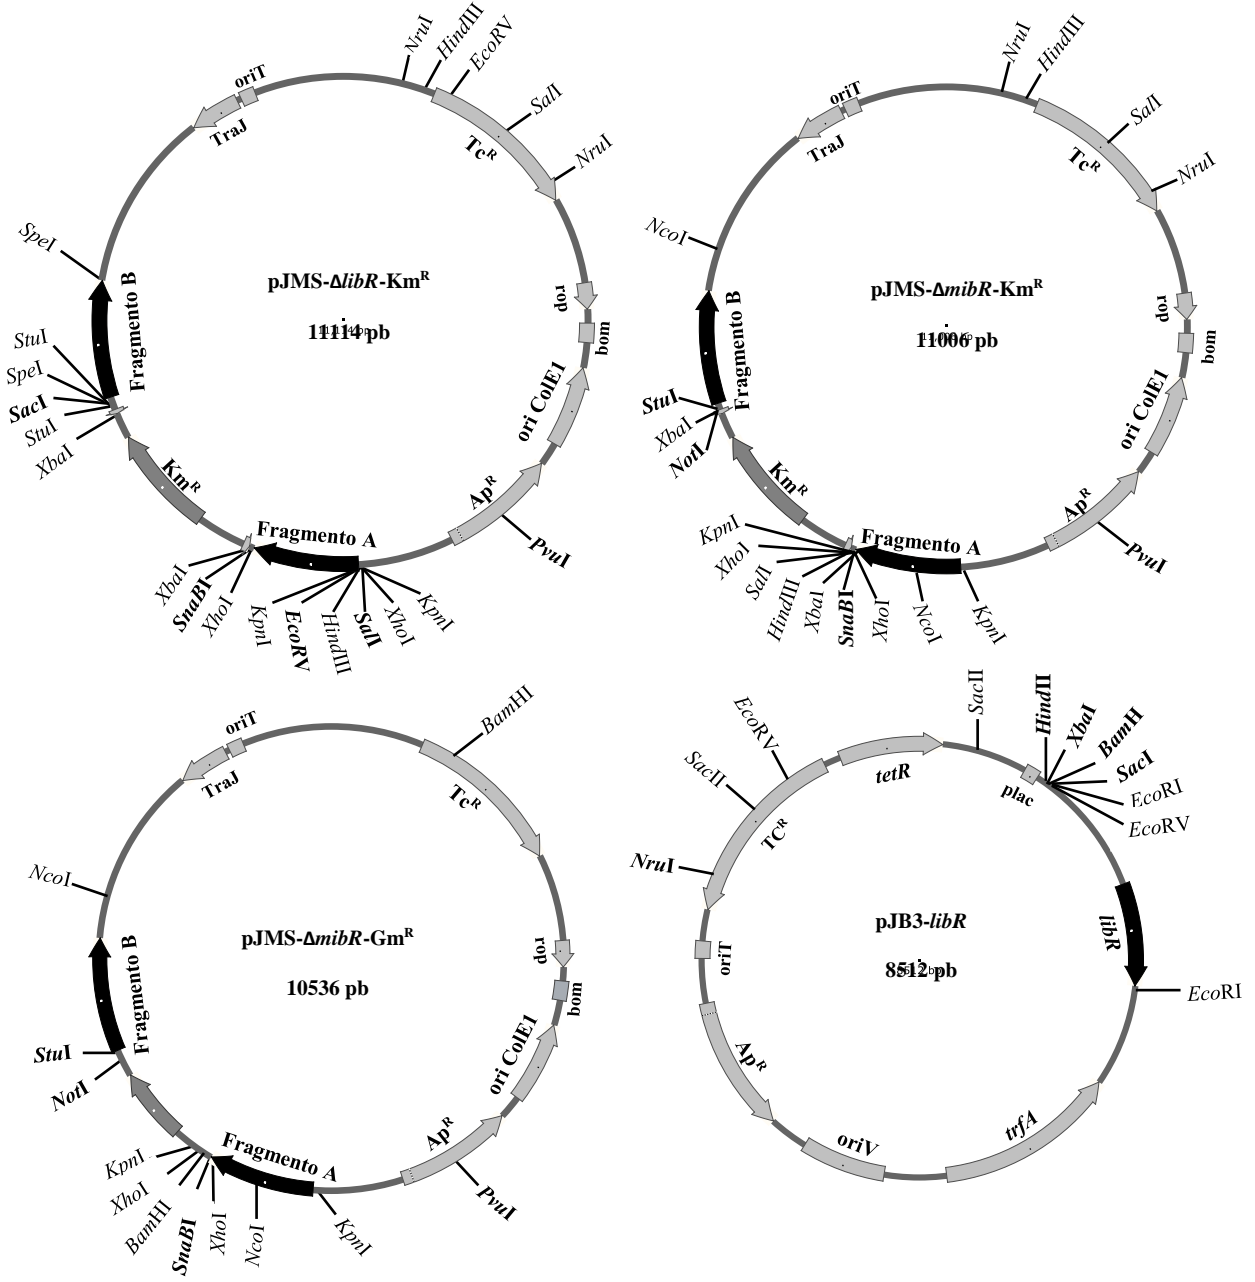 oriT
TraJ
NruI
HindIII
EcoRV
SalI
TcR
NruI
SpeI
pJMS-ΔlibR-KmR
11114 pb
rop
bom
Fragmento B
StuI
SpeI
SacI
StuI
XbaI
ori ColE1
KmR
ApR
PvuI
Fragmento A
XbaI
SnaBI
XhoI
KpnI
EcoRV
HindIII
SalI
XhoI
KpnI
oriT
TraJ
NruI
HindIII
SalI
TcR
NruI
NcoI
pJMS-ΔmibR-KmR
11006 pb
rop
bom
Fragmento B
StuI
XbaI
NotI
ori ColE1
KmR
ApR
PvuI
Fragmento A
KpnI
XhoI
SalI
HindIII
XbaI
SnaBI
XhoI
NcoI
KpnI
oriT
TraJ
BamHI
TcR
NcoI
pJMS-ΔmibR-GmR
10536 pb
rop
bom
Fragmento B
StuI
NotI
ori ColE1
ApR
PvuI
Fragmento A
KpnI
XhoI
BamHI
SnaBI
XhoI
NcoI
KpnI
SacII
HindII
XbaI
BamH
SacI
EcoRI
EcoRV
plac
tetR
EcoRV
SacII
TCR
NruI
pJB3-libR
8512 pb
libR
oriT
EcoRI
ApR
oriV
trfA